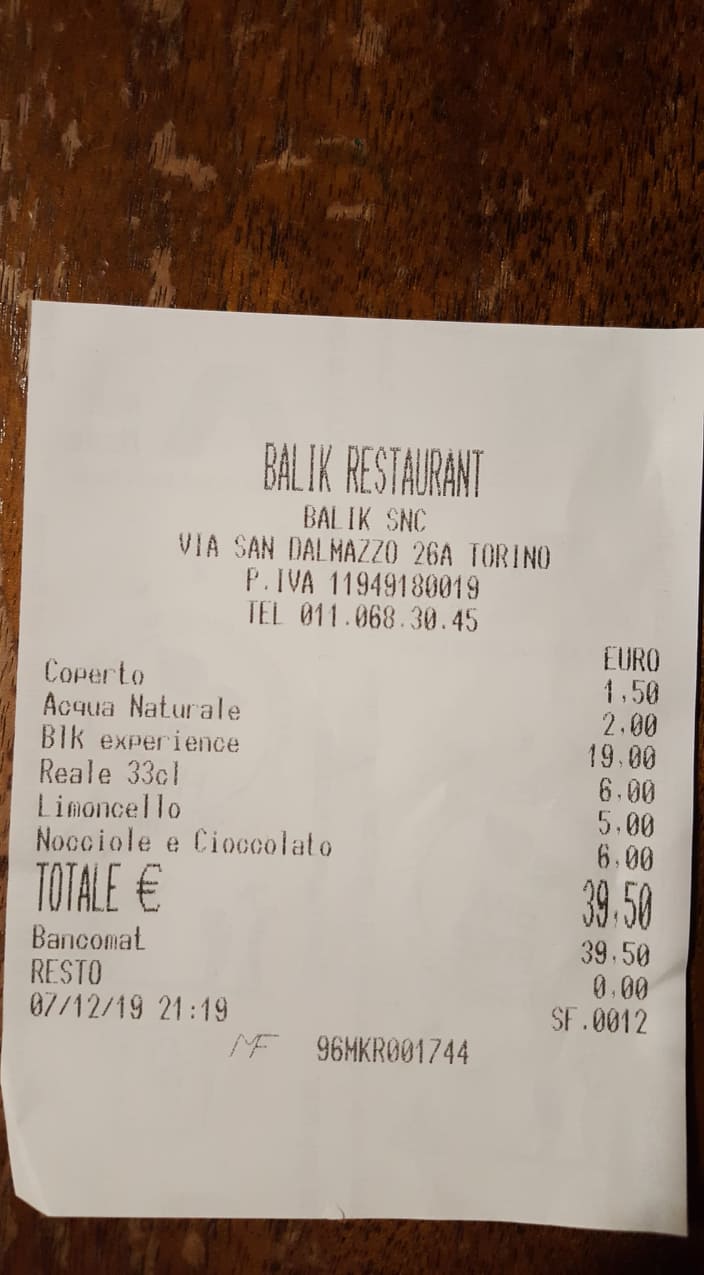 BALIK RESTAURANT
BALIK SNC
VIA SAN DALMAZZO 26A TORINO
P.IVA 11949180019
TEL 011.068.30.45
EURO
Coperto 1,50
Acqua Naturale 2,00
Blk experience 19,00
Reale 33cl 6,00
Limoncello 5,00
Nocciole e Cioccolato 6,00
TOTALE € 39,50
Bancomat 39,50
RESTO 0,00
07/12/19 21:19 SF.0012
MF 96MKR001744